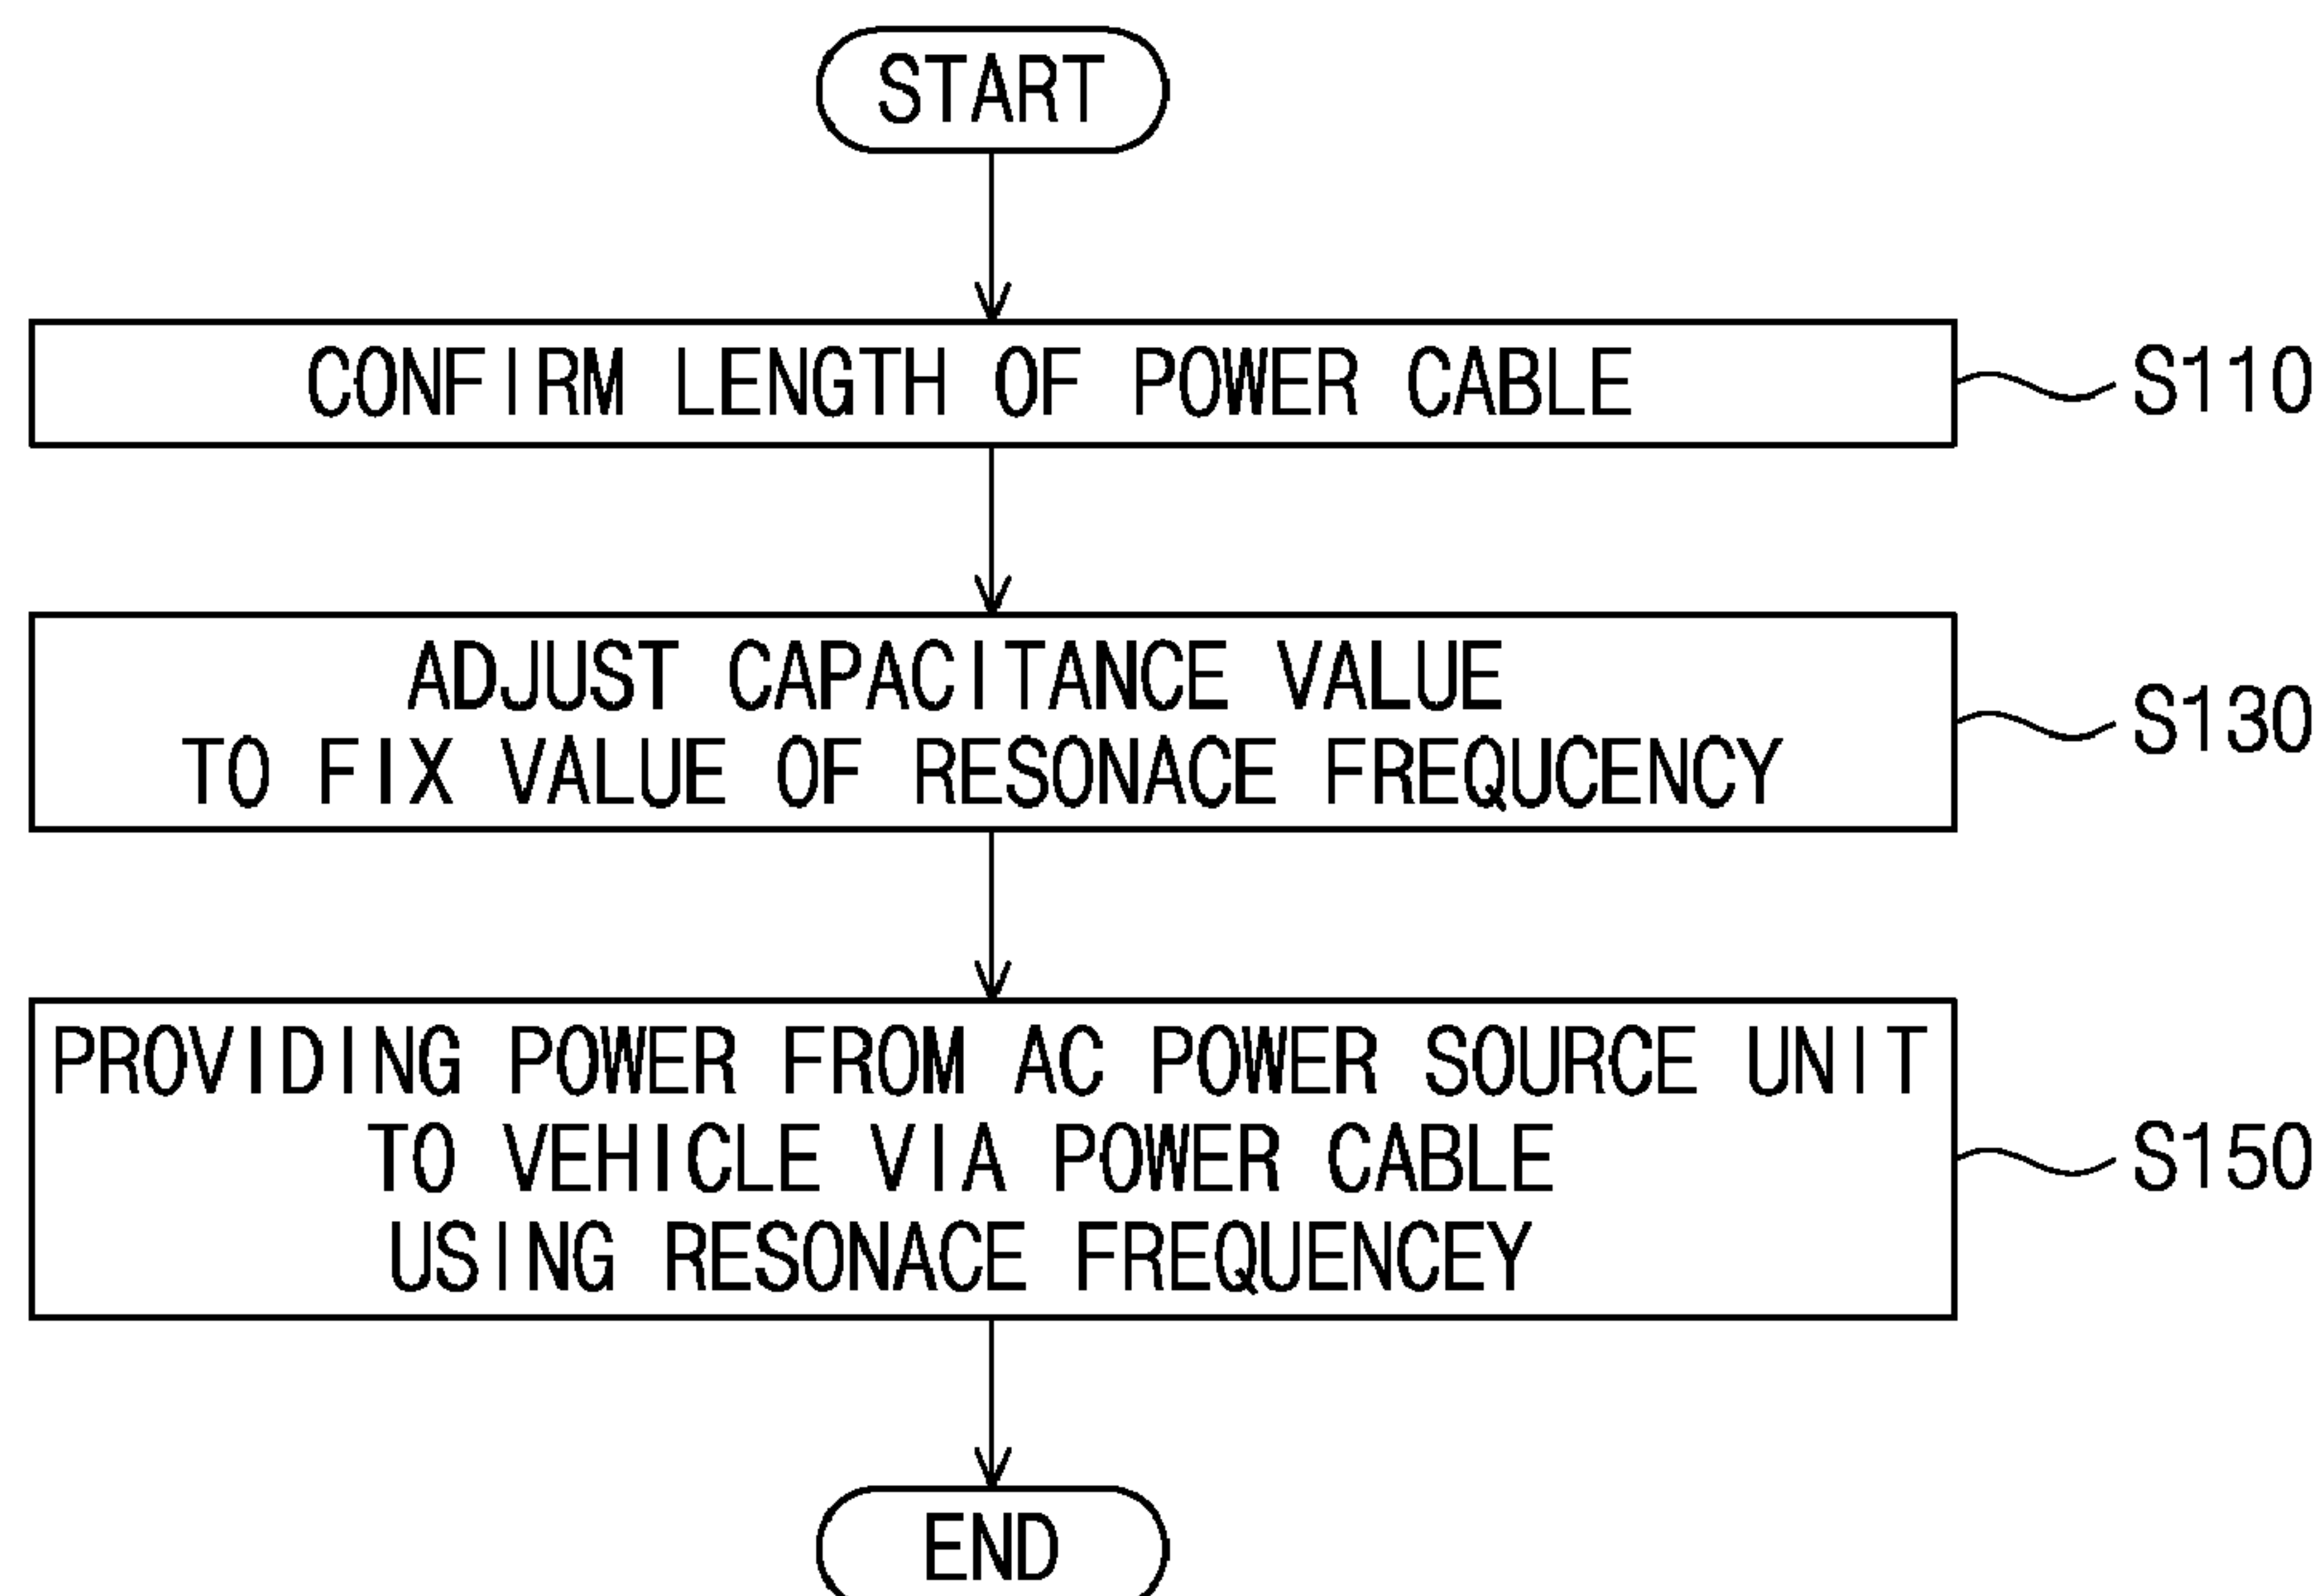 START
CONFIRM LENGTH OF POWER CABLE
S110
ADJUST CAPACITANCE VALUE
TO FIX VALUE OF RESONACE FREQUCENCY
S130
PROVIDING POWER FROM AC POWER SOURCE UNIT
TO VEHICLE VIA POWER CABLE
USING RESONACE FREQUENCEY
S150
END